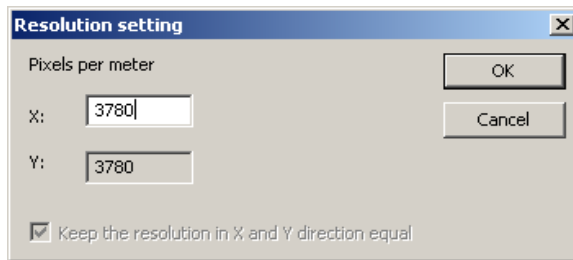 Resolution setting
Pixels per meter
OK
X: 3780
Cancel
Y: 3780
Keep the resolution in X and Y direction equal